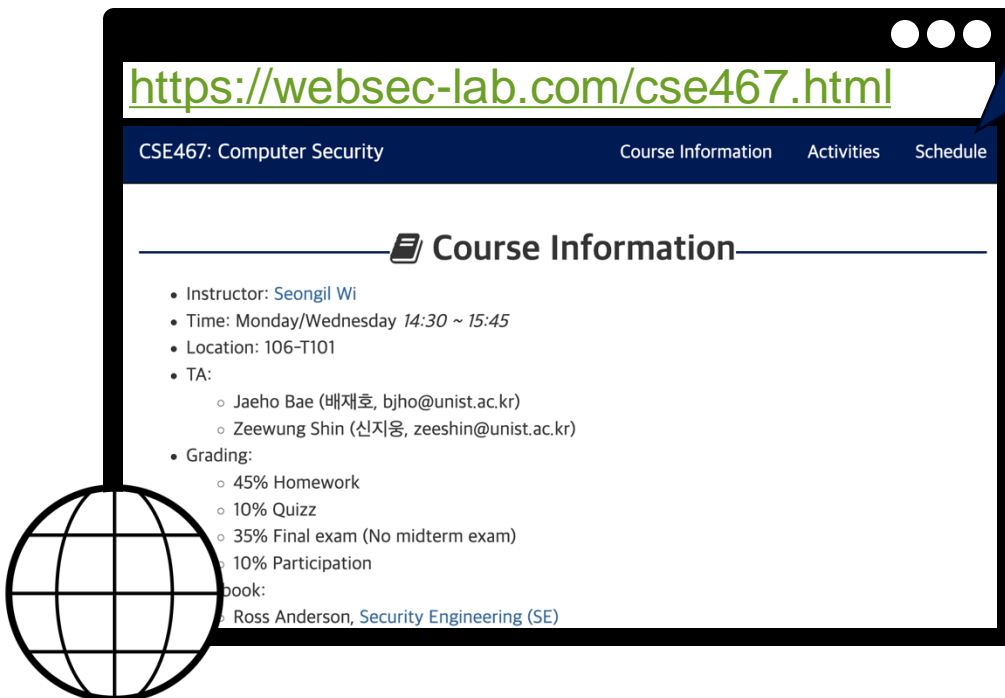 https://websec-lab.com/cse467.html
CSE467: Computer Security Course Information Activities Schedule
Course Information
• Instructor: Seongil Wi
• Time: Monday/Wednesday 14:30 ~ 15:45
• Location: 106-T101
• TA:
◦ Jaeho Bae (배재호, bjho@unist.ac.kr)
◦ Zeewung Shin (신지웅, zeeshin@unist.ac.kr)
• Grading:
◦ 45% Homework
◦ 10% Quizz
◦ 35% Final exam (No midterm exam)
◦ 10% Participation
book:
◦ Ross Anderson, Security Engineering (SE)